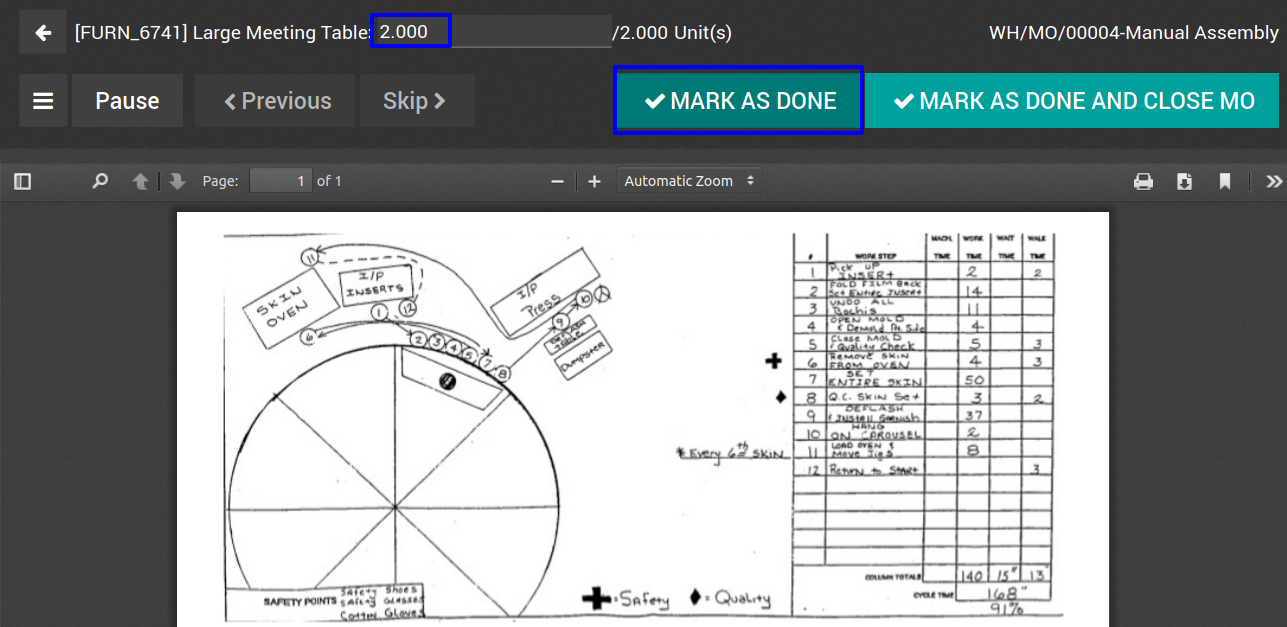 [FURN_6741] Large Meeting Table: 2.000 /2.000 Unit(s) WH/MO/00004-Manual Assembly
Pause Previous Skip MARK AS DONE MARK AS DONE AND CLOSE MO
Page: 1 of 1 Automatic Zoom
11
SKIN
OVEN
I/P
INSERTS
I/P
Press
1 12
6
2 3 4 5 7 8
9 10
DEFLASH
TABLE
DUMPSTER
MACH. WORK WAIT WALK
# WORK STEP TIME TIME TIME TIME
1 Pick UP INSERT 2 2
2 FOLD FILM BACK Set Entire Insert 14
3 UNDO ALL 11
4 OPEN MOLD & Demold Pt. Side 4
5 Close MOLD / Quality Check 5 3
6 Remove SKIN FROM OVEN 4 3
7 SET ENTIRE SKIN 50
8 Q.C. SKIN Set 3 2
9 DEFLASH & INSTALL Garnish 37
10 HANG ON CAROUSEL 2
* Every 6th SKIN 11 LOAD OVEN & Move Jigs 8
12 Return to START 3
COLUMN TOTALS 140 15" 13
CYCLE TIME 168"
91%
SAFETY POINTS Safety Shoes
Safety GLASSES
Cotton Gloves
= Safety = Quality